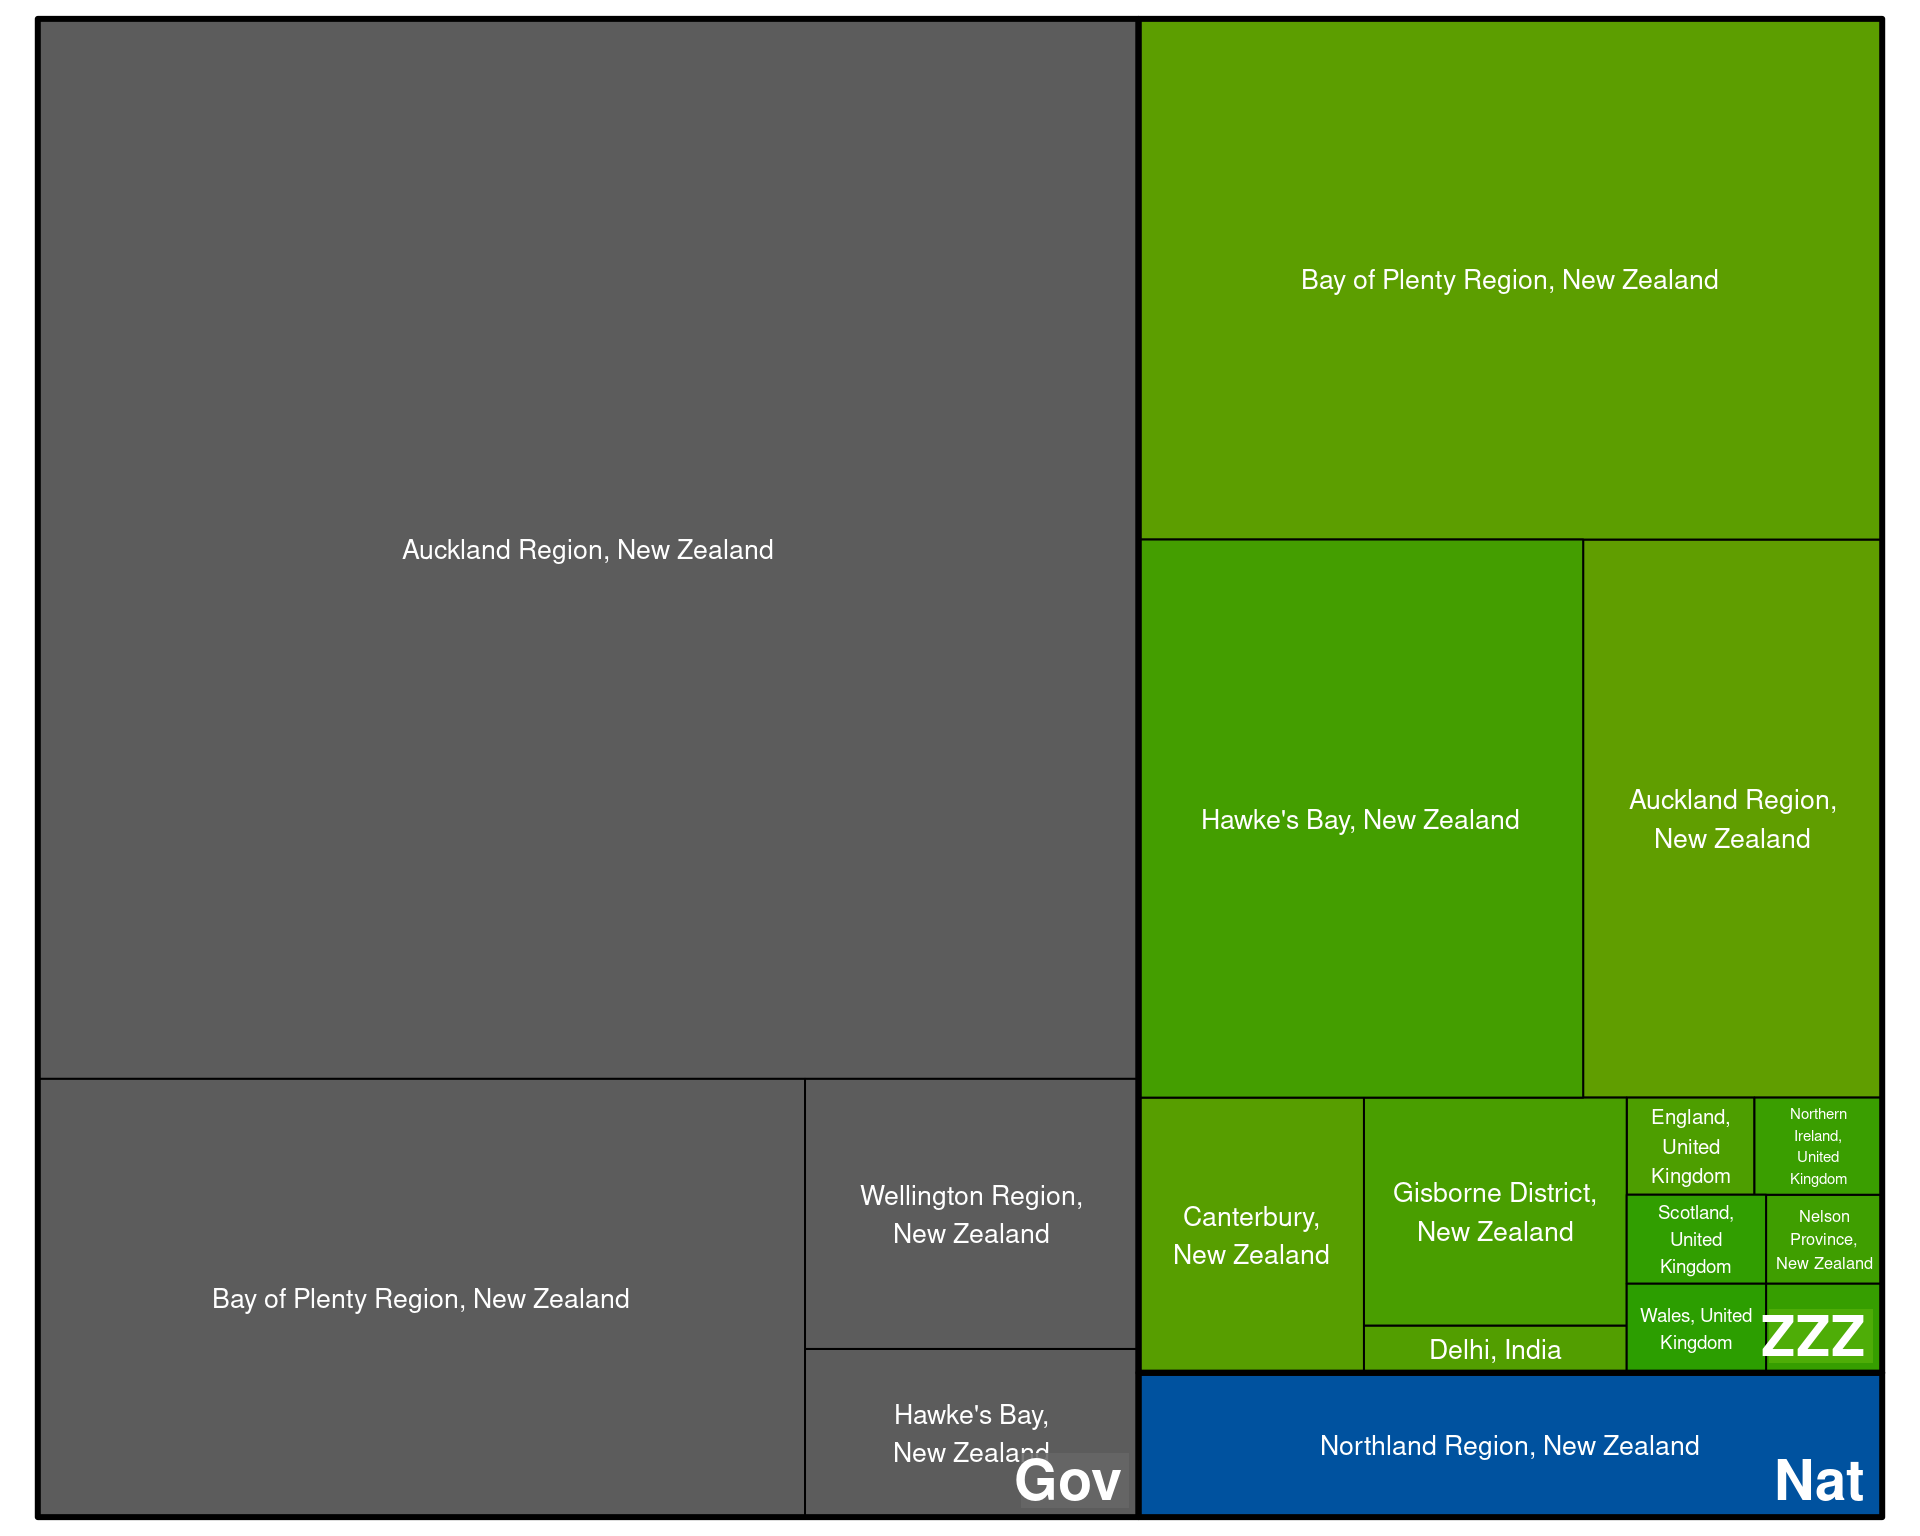 Auckland Region, New Zealand
Bay of Plenty Region, New Zealand
Wellington Region,
New Zealand
Hawke's Bay,
New Zealand
Gov
Bay of Plenty Region, New Zealand
Hawke's Bay, New Zealand
Auckland Region,
New Zealand
Canterbury,
New Zealand
Gisborne District,
New Zealand
Delhi, India
England,
United
Kingdom
Northern
Ireland,
United
Kingdom
Scotland,
United
Kingdom
Nelson
Province,
New Zealand
Wales, United
Kingdom
ZZZ
Northland Region, New Zealand
Nat